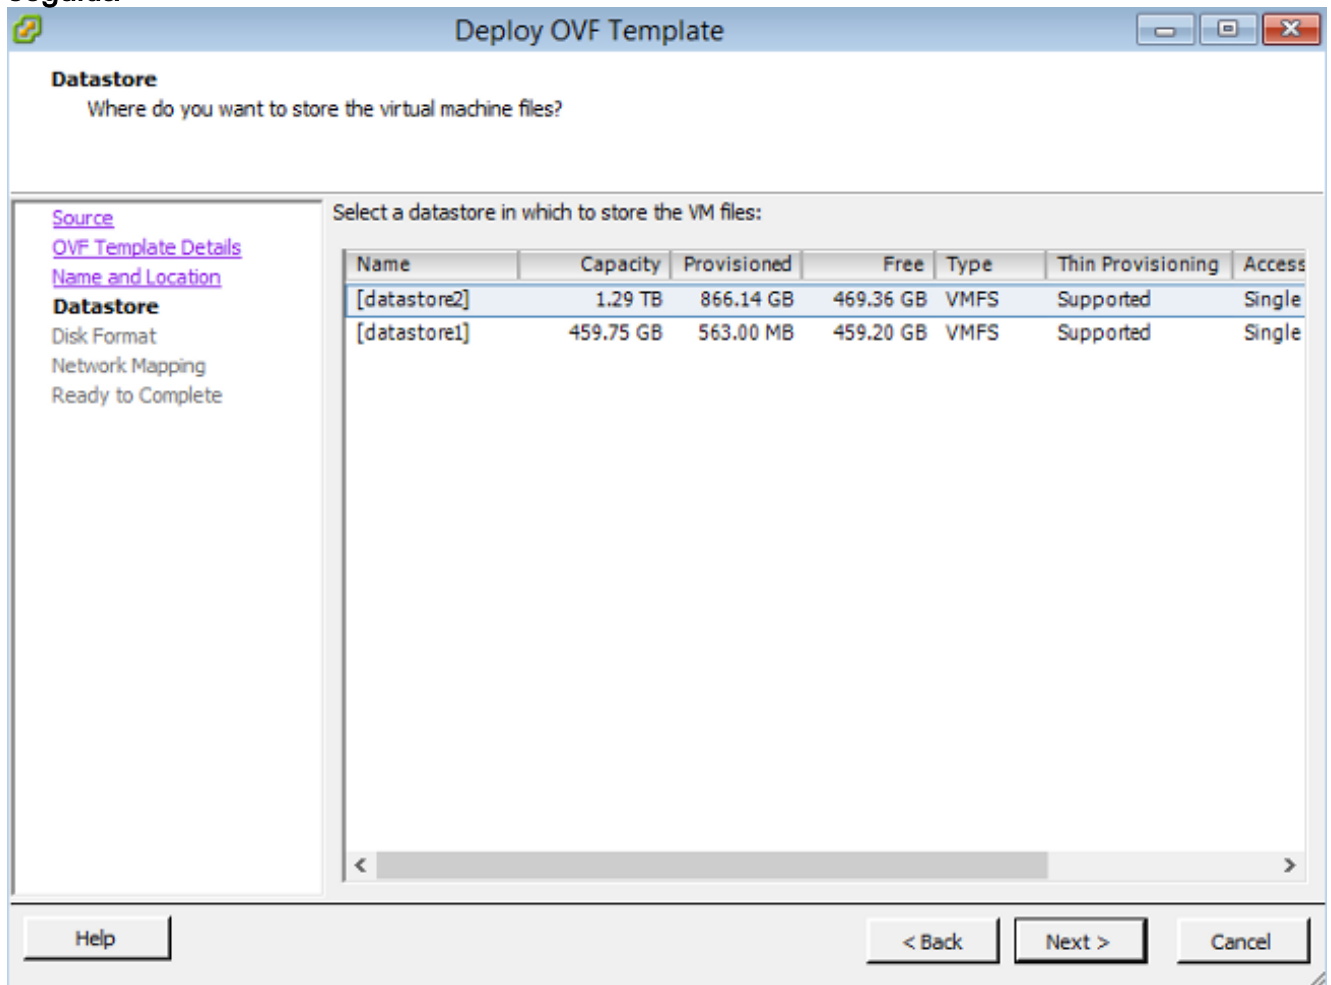 Deploy OVF Template
Datastore
Where do you want to store the virtual machine files?
Source
OVF Template Details
Name and Location
Datastore
Disk Format
Network Mapping
Ready to Complete
Select a datastore in which to store the VM files:
Name Capacity Provisioned Free Type Thin Provisioning Access
[datastore2] 1.29 TB 866.14 GB 469.36 GB VMFS Supported Single
[datastore1] 459.75 GB 563.00 MB 459.20 GB VMFS Supported Single
Help < Back Next > Cancel